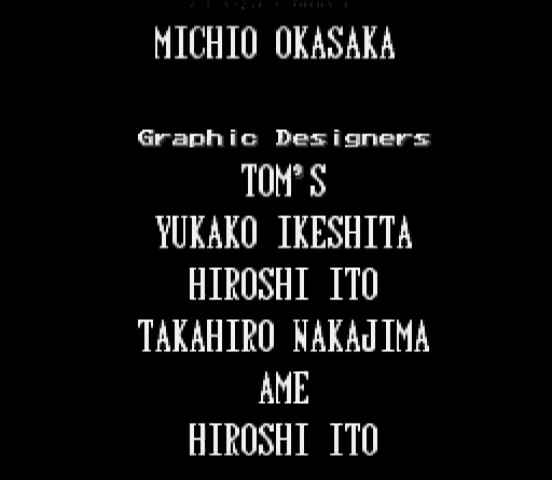 MICHIO OKASAKA
Graphic Designers
TOM'S
YUKAKO IKESHITA
HIROSHI ITO
TAKAHIRO NAKAJIMA
AME
HIROSHI ITO